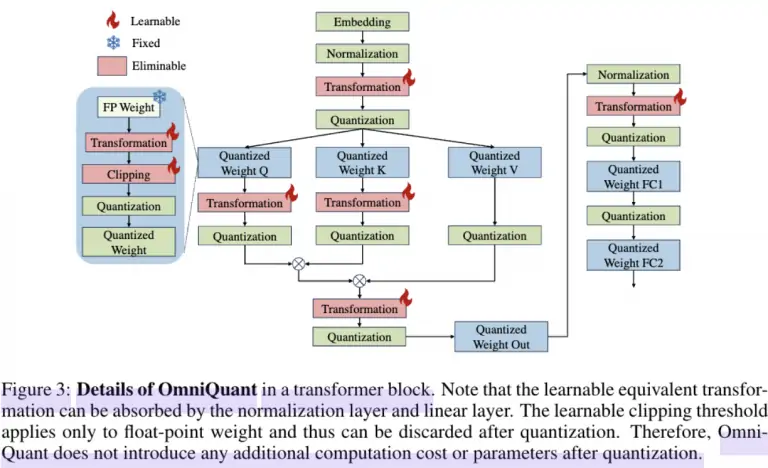 Learnable
Fixed
Eliminable
FP Weight
Transformation
Clipping
Quantization
Quantized
Weight
Embedding
Normalization
Transformation
Quantization
Quantized
Weight Q
Quantized
Weight K
Quantized
Weight V
Transformation
Transformation
Quantization
Quantization
Quantization
Transformation
Quantization
Quantized
Weight Out
Normalization
Transformation
Quantization
Quantized
Weight FC1
Quantization
Quantized
Weight FC2
Figure 3: Details of OmniQuant in a transformer block. Note that the learnable equivalent transfor-
mation can be absorbed by the normalization layer and linear layer. The learnable clipping threshold
applies only to float-point weight and thus can be discarded after quantization. Therefore, Omni-
Quant does not introduce any additional computation cost or parameters after quantization.